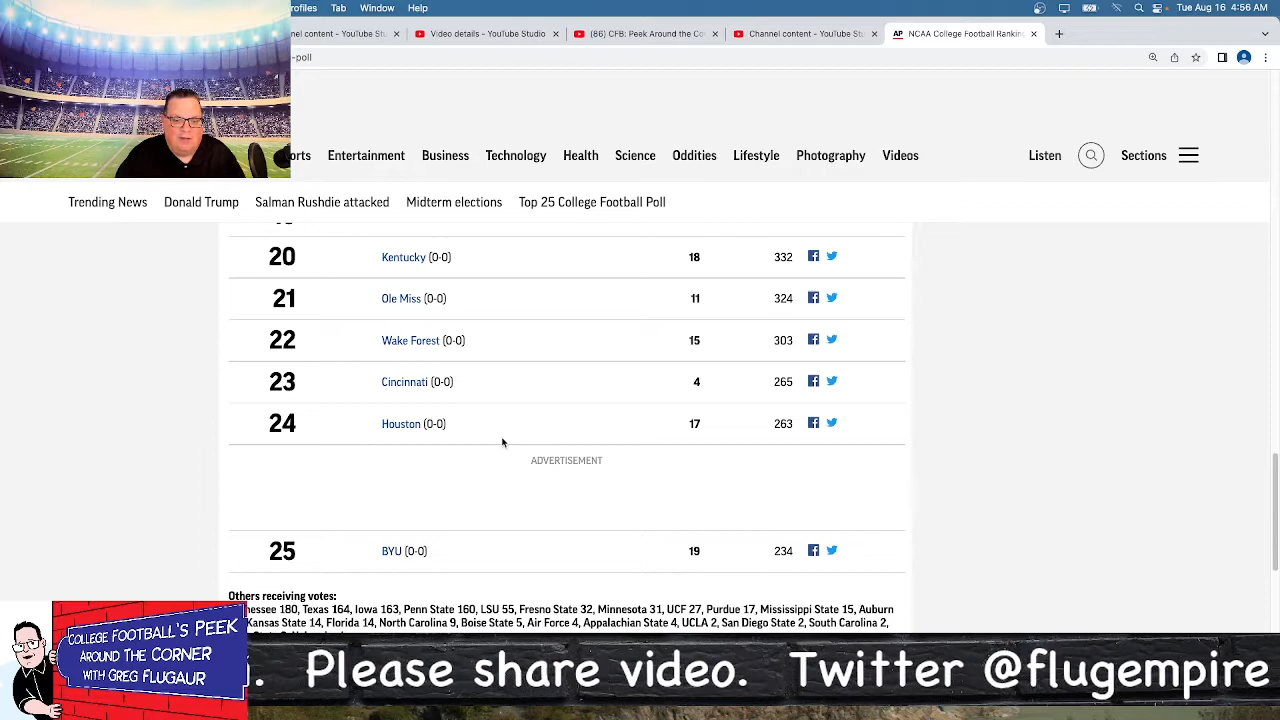 ofiles Tab Window Help Tue Aug 16 4:56 AM
nel content - YouTube Stu × Video details - YouTube Studio × (86) CFB: Peek Around the Co × Channel content - YouTube Stu × AP NCAA College Football Rankin × +
-poll
orts Entertainment Business Technology Health Science Oddities Lifestyle Photography Videos Listen Sections
Trending News Donald Trump Salman Rushdie attacked Midterm elections Top 25 College Football Poll
20 Kentucky (0-0) 18 332
21 Ole Miss (0-0) 11 324
22 Wake Forest (0-0) 15 303
23 Cincinnati (0-0) 4 265
24 Houston (0-0) 17 263
ADVERTISEMENT
25 BYU (0-0) 19 234
Others receiving votes:
nessee 180, Texas 164, Iowa 163, Penn State 160, LSU 55, Fresno State 32, Minnesota 31, UCF 27, Purdue 17, Mississippi State 15, Auburn
Kansas State 14, Florida 14, North Carolina 9, Boise State 5, Air Force 4, Appalachian State 4, UCLA 2, San Diego State 2, South Carolina 2,
COLLEGE FOOTBALL'S PEEK
AROUND THE CORNER
WITH GREG FLUGAUR
. Please share video. Twitter @flugempire